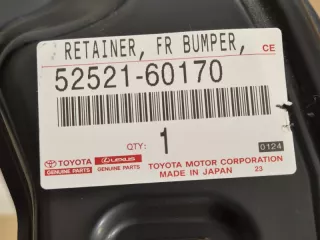 RETAINER, FR BUMPER, CE
52521-60170
QTY: 1 0124
TOYOTA LEXUS TOYOTA MOTOR CORPORATION
GENUINE PARTS GENUINE PARTS MADE IN JAPAN 23